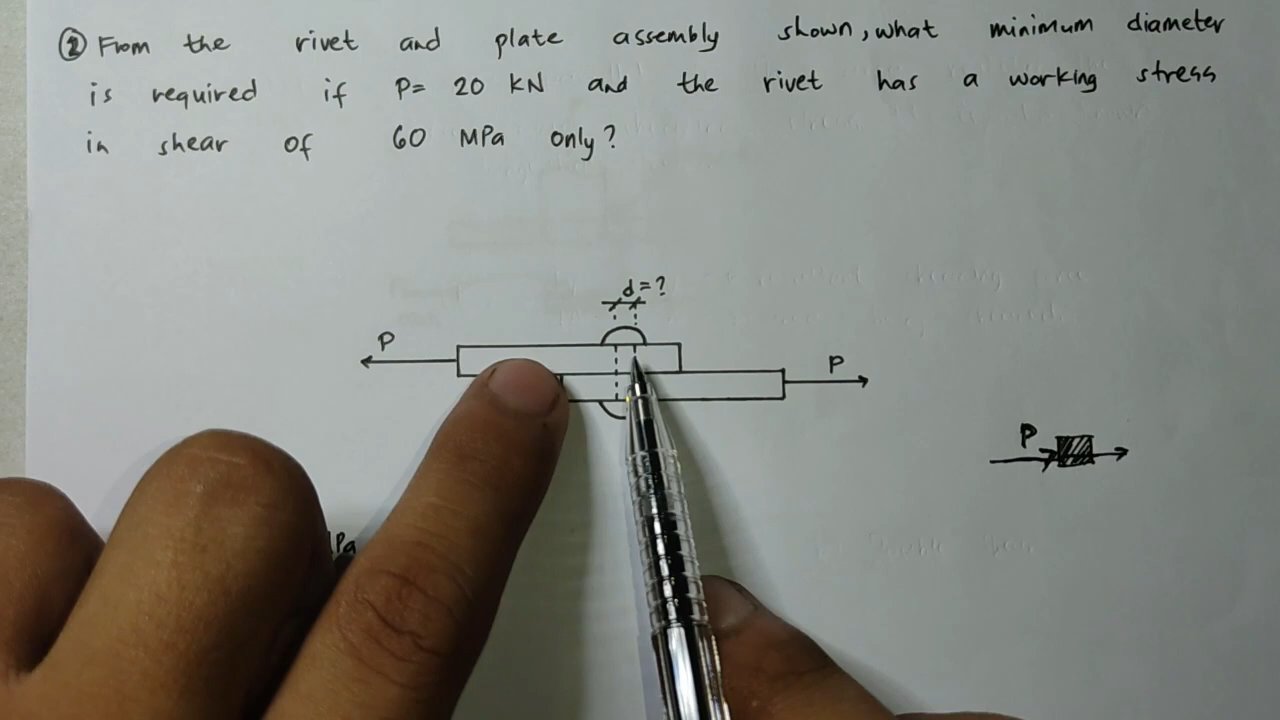 ② From the rivet and plate assembly shown, what minimum diameter
is required if P= 20 KN and the rivet has a working stress
in shear of 60 MPa only?
d=?
P
P
P